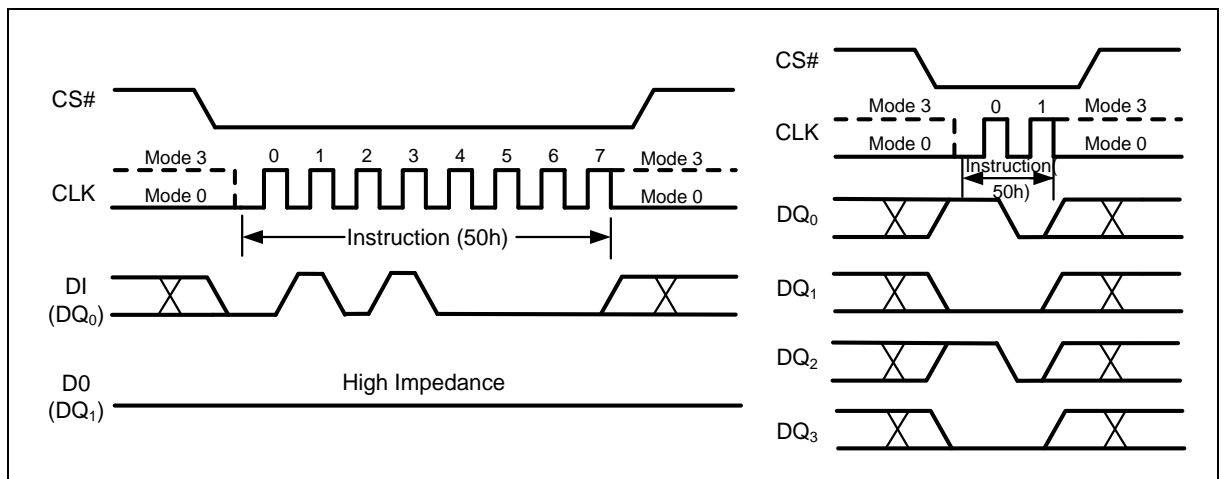 CS#
Mode 3
0 1 2 3 4 5 6 7
Mode 3
CLK
Mode 0
Mode 0
Instruction (50h)
DI
(DQ0)
D0
(DQ1)
High Impedance
CS#
Mode 3
0 1
Mode 3
CLK
Mode 0
Mode 0
Instruction(
50h)
DQ0
DQ1
DQ2
DQ3